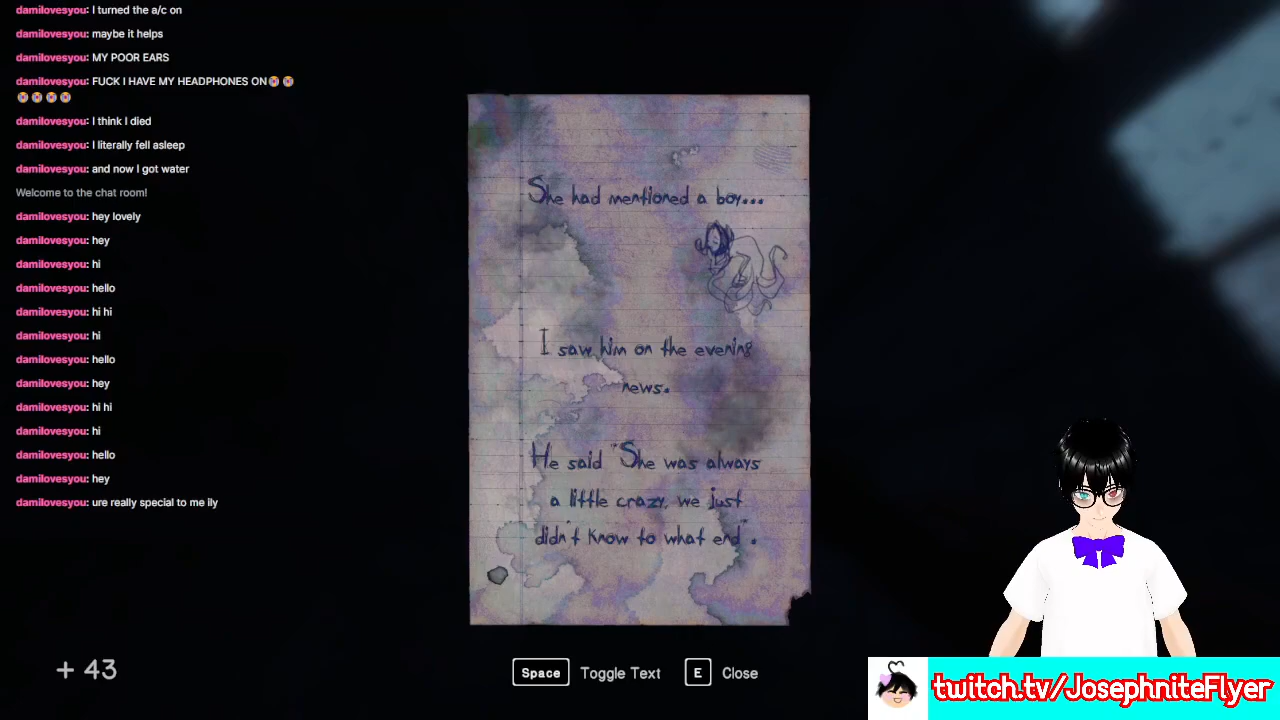 damilovesyou: I turned the a/c on
damilovesyou: maybe it helps
damilovesyou: MY POOR EARS
damilovesyou: FUCK I HAVE MY HEADPHONES ON😭😭
😭😭😭😭
damilovesyou: I think I died
damilovesyou: I literally fell asleep
damilovesyou: and now I got water
Welcome to the chat room!
damilovesyou: hey lovely
damilovesyou: hey
damilovesyou: hi
damilovesyou: hello
damilovesyou: hi hi
damilovesyou: hi
damilovesyou: hello
damilovesyou: hey
damilovesyou: hi hi
damilovesyou: hi
damilovesyou: hello
damilovesyou: hey
damilovesyou: ure really special to me ily
She had mentioned a boy...
I saw him on the evening
news.
He said "She was always
a little crazy, we just
didn't know to what end".
+ 43
Space Toggle Text E Close
twitch.tv/JosephniteFlyer